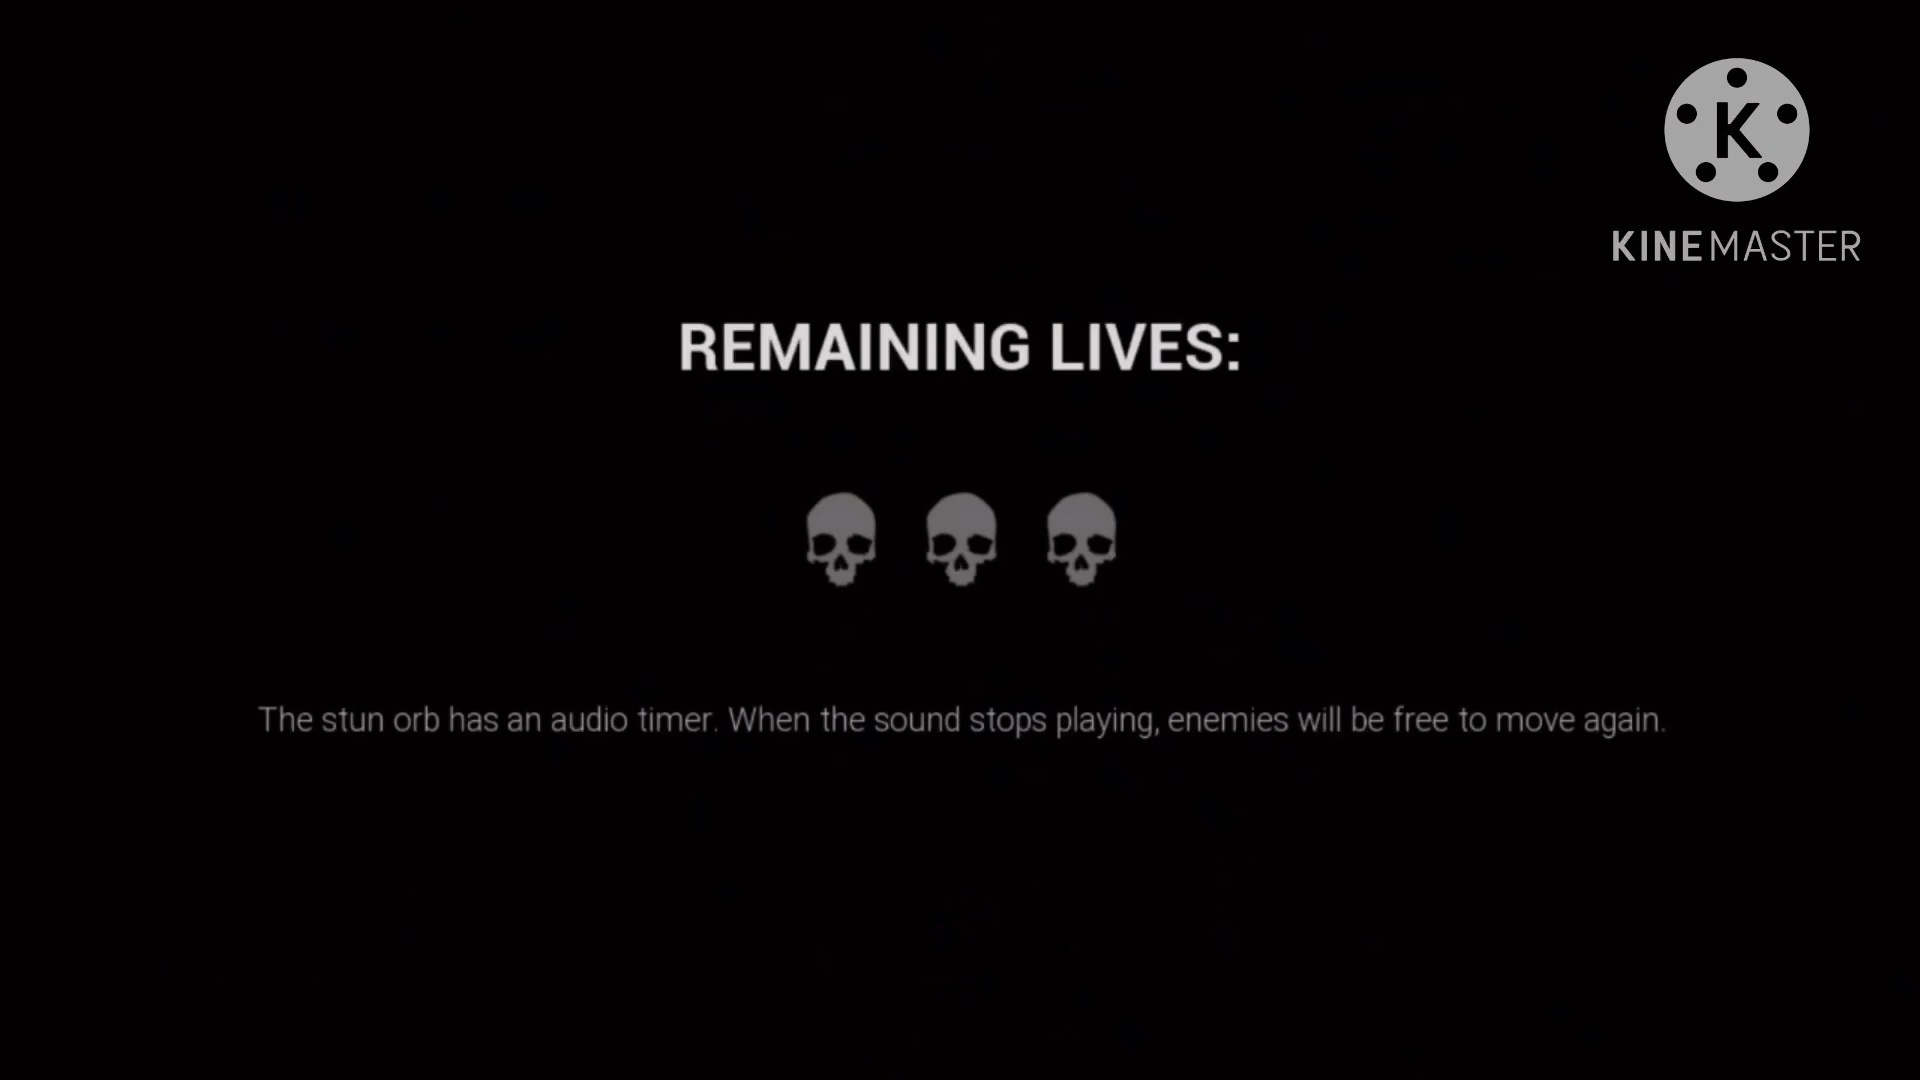 K
KINEMASTER
REMAINING LIVES:
The stun orb has an audio timer. When the sound stops playing, enemies will be free to move again.